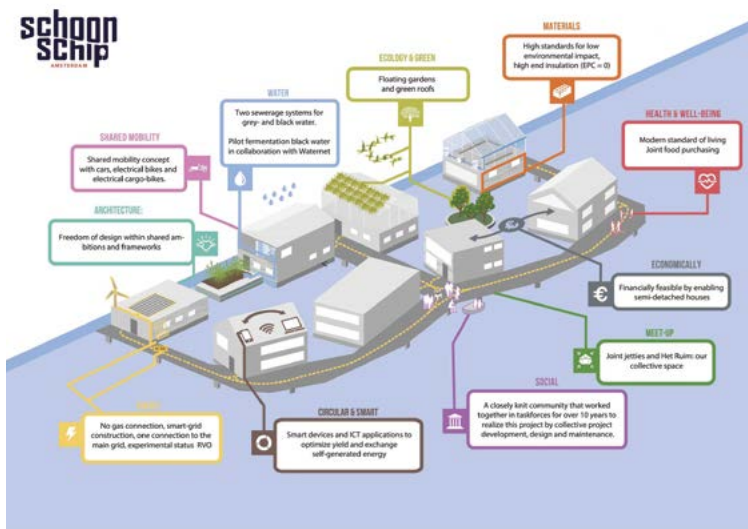 schoon
schip
AMSTERDAM
MATERIALS
High standards for low
environmental impact,
high end insulation (EPC = 0)
ECOLOGY & GREEN
Floating gardens
and green roofs
WATER
Two sewerage systems for
grey- and black water.
Pilot fermentation black water
in collaboration with Waternet
HEALTH & WELL-BEING
Modern standard of living
Joint food purchasing
SHARED MOBILITY
Shared mobility concept
with cars, electrical bikes and
electrical cargo-bikes.
ARCHITECTURE:
Freedom of design within shared am-
bitions and frameworks
ECONOMICALLY
€
Financially feasible by enabling
semi-detached houses
MEET-UP
Joint jetties and Het Ruim: our
collective space
SOCIAL
A closely knit community that worked
together in taskforces for over 10 years to
realize this project by collective project
development, design and maintenance.
CIRCULAR & SMART
Smart devices and ICT applications to
optimize yield and exchange
self-generated energy
No gas connection, smart-grid
construction, one connection to the
main grid, experimental status RVO